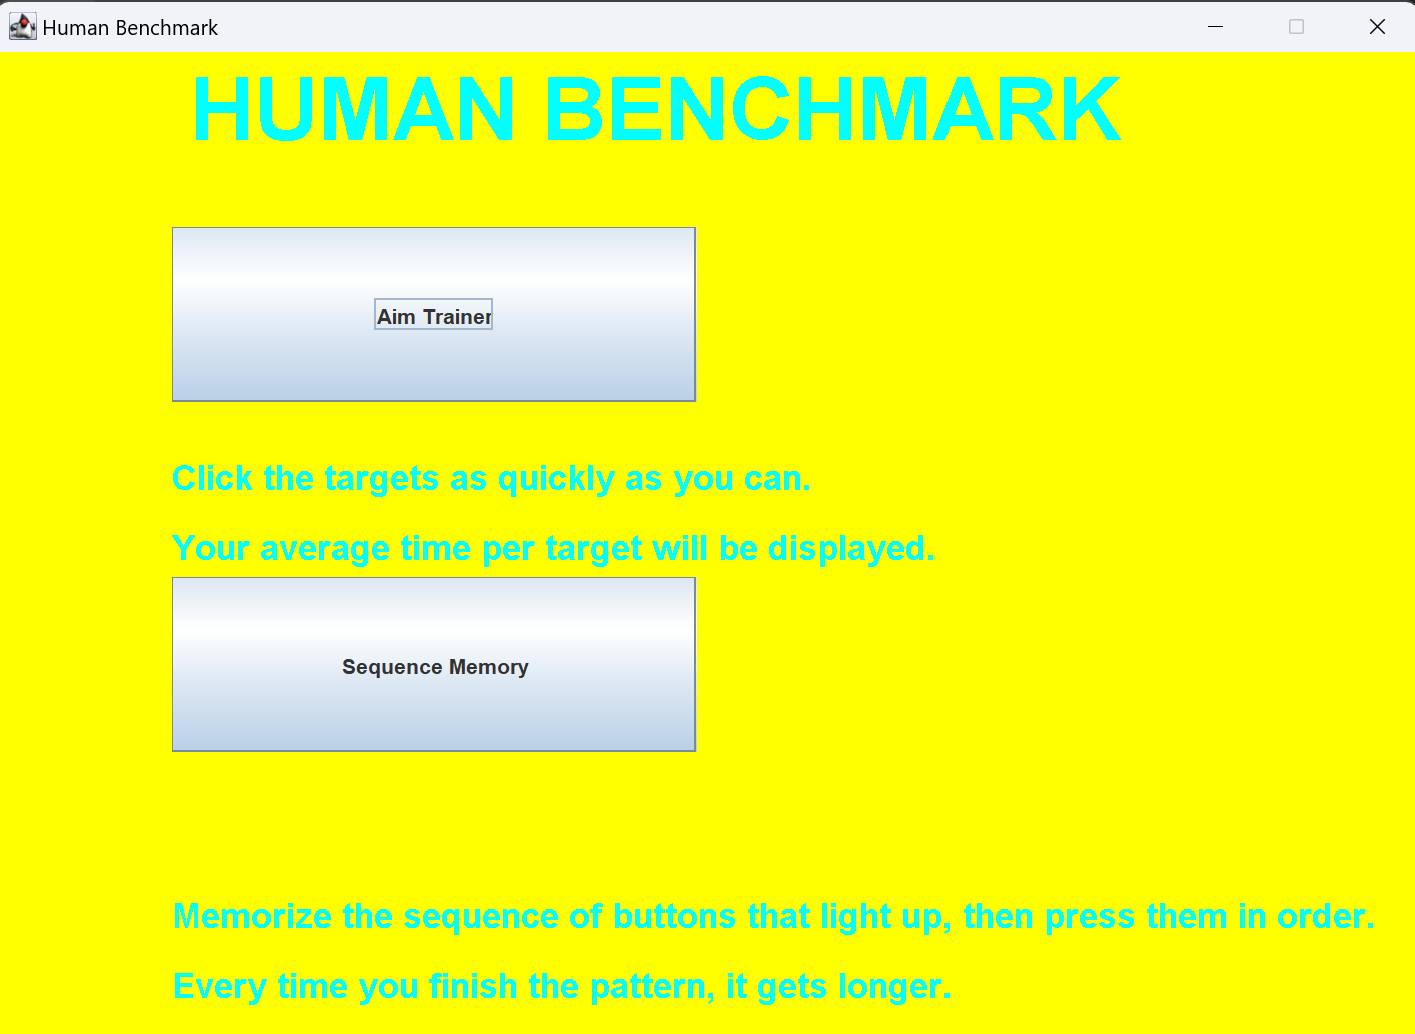 Human Benchmark
HUMAN BENCHMARK
Aim Trainer
Click the targets as quickly as you can.
Your average time per target will be displayed.
Sequence Memory
Memorize the sequence of buttons that light up, then press them in order.
Every time you finish the pattern, it gets longer.